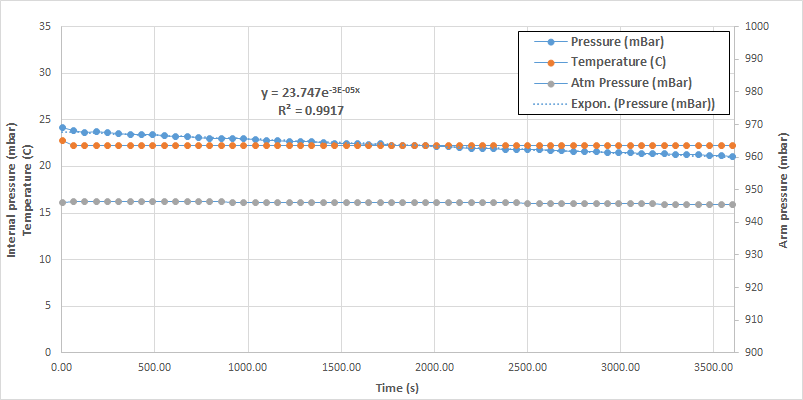 35
30
25
20
15
10
5
0
1000
990
980
970
960
950
940
930
920
910
900
Pressure (mBar)
Temperature (C)
Atm Pressure (mBar)
Expon. (Pressure (mBar))
y = 23.747e-3E-05x
R² = 0.9917
Internal pressure (mbar)
Temperature (C)
Arm pressure (mbar)
0.00 500.00 1000.00 1500.00 2000.00 2500.00 3000.00 3500.00
Time (s)